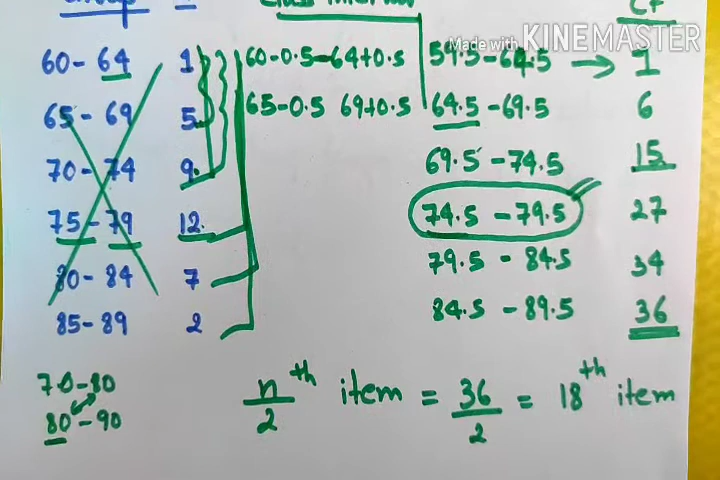 Class Interval CF
Made with KINEMASTER
60 - 64 1 60-0.5-64+0.5 59.5-64.5 → 1
65 - 69 5 65-0.5 69+0.5 64.5-69.5 6
70 - 74 9 69.5-74.5 15
75 - 79 12 74.5-79.5 27
80 - 84 7 79.5-84.5 34
85-89 2 84.5-89.5 36
70-80
80-90
n/2 th item = 36/2 = 18th item